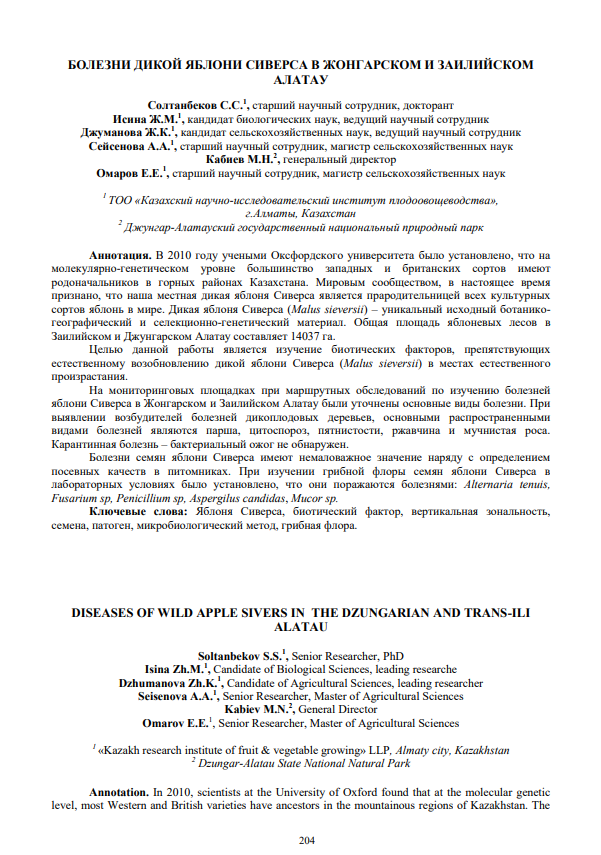 БОЛЕЗНИ ДИКОЙ ЯБЛОНИ СИВЕРСА В ЖОНГАРСКОМ И ЗАИЛИЙСКОМ
АЛАТАУ
Солтанбеков С.С.1, старший научный сотрудник, докторант
Исина Ж.М.1, кандидат биологических наук, ведущий научный сотрудник
Джуманова Ж.К.1, кандидат сельскохозяйственных наук, ведущий научный сотрудник
Сейсенова А.А.1, старший научный сотрудник, магистр сельскохозяйственных наук
Кабиев М.Н.2, генеральный директор
Омаров Е.Е.1, старший научный сотрудник, магистр сельскохозяйственных наук
1 ТОО «Казахский научно-исследовательский институт плодоовощеводства»,
г.Алматы, Казахстан
2 Джунгар-Алатауский государственный национальный природный парк
Аннотация. В 2010 году учеными Оксфордского университета было установлено, что на
молекулярно-генетическом уровне большинство западных и британских сортов имеют
родоначальников в горных районах Казахстана. Мировым сообществом, в настоящее время
признано, что наша местная дикая яблоня Сиверса является прародительницей всех культурных
сортов яблонь в мире. Дикая яблоня Сиверса (Malus sieversii) – уникальный исходный ботанико-
географический и селекционно-генетический материал. Общая площадь яблоневых лесов в
Заилийском и Джунгарском Алатау составляет 14037 га.
Целью данной работы является изучение биотических факторов, препятствующих
естественному возобновлению дикой яблони Сиверса (Malus sieversii) в местах естественного
произрастания.
На мониторинговых площадках при маршрутных обследований по изучению болезней
яблони Сиверса в Жонгарском и Заилийском Алатау были уточнены основные виды болезни. При
выявлении возбудителей болезней дикоплодовых деревьев, основными распространенными
видами болезней являются парша, цитоспороз, пятнистости, ржавчина и мучнистая роса.
Карантинная болезнь – бактериальный ожог не обнаружен.
Болезни семян яблони Сиверса имеют немаловажное значение наряду с определением
посевных качеств в питомниках. При изучении грибной флоры семян яблони Сиверса в
лабораторных условиях было установлено, что они поражаются болезнями: Alternaria tenuis,
Fusarium sp, Penicillium sp, Aspergilus candidas, Mucor sp.
Ключевые слова: Яблоня Сиверса, биотический фактор, вертикальная зональность,
семена, патоген, микробиологический метод, грибная флора.
DISEASES OF WILD APPLE SIVERS IN THE DZUNGARIAN AND TRANS-ILI
ALATAU
Soltanbekov S.S.1, Senior Researcher, PhD
Isina Zh.M.1, Candidate of Biological Sciences, leading researche
Dzhumanova Zh.K.1, Candidate of Agricultural Sciences, leading researcher
Seisenova A.A.1, Senior Researcher, Master of Agricultural Sciences
Kabiev M.N.2, General Director
Omarov E.E.1, Senior Researcher, Master of Agricultural Sciences
1 «Kazakh research institute of fruit & vegetable growing» LLP, Almaty city, Kazakhstan
2 Dzungar-Alatau State National Natural Park
Annotation. In 2010, scientists at the University of Oxford found that at the molecular genetic
level, most Western and British varieties have ancestors in the mountainous regions of Kazakhstan. The
204